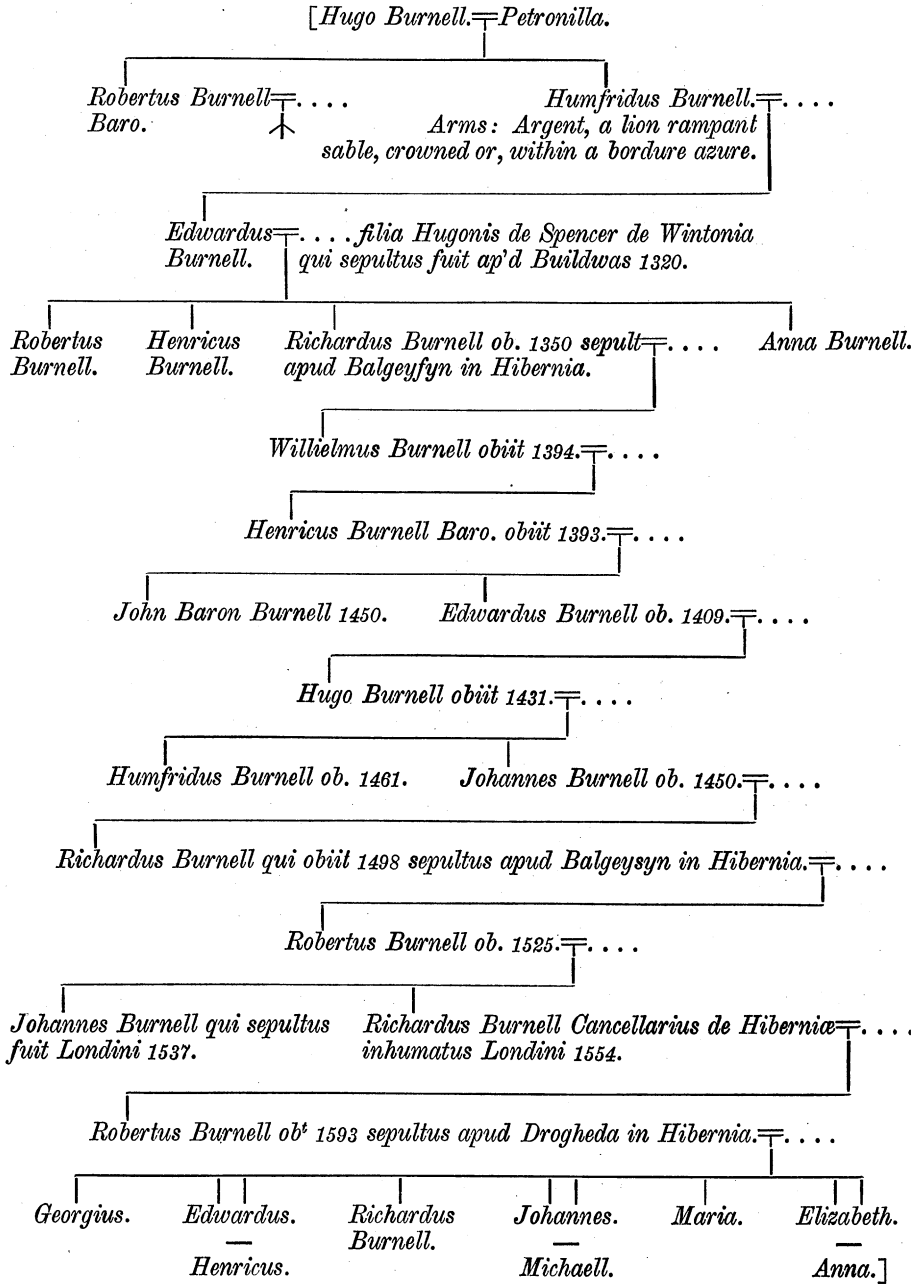 [Hugo Burnell.=Petronilla.
Robertus Burnell=. . . .
Baro.
Humfridus Burnell.=. . . .
Arms: Argent, a lion rampant
sable, crowned or, within a bordure azure.
Edwardus=. . . . filia Hugonis de Spencer de Wintonia
Burnell. qui sepultus fuit ap'd Buildwas 1320.
Robertus
Burnell.
Henricus
Burnell.
Richardus Burnell ob. 1350 sepult=. . . .
apud Balgeyfyn in Hibernia.
Anna Burnell.
Willielmus Burnell obiit 1394.=. . . .
Henricus Burnell Baro. obiit 1393.=. . . .
John Baron Burnell 1450.
Edwardus Burnell ob. 1409.=. . . .
Hugo Burnell obiit 1431.=. . . .
Humfridus Burnell ob. 1461.
Johannes Burnell ob. 1450.=. . . .
Richardus Burnell qui obiit 1498 sepultus apud Balgeysyn in Hibernia.=. . . .
Robertus Burnell ob. 1525.=. . . .
Johannes Burnell qui sepultus
fuit Londini 1537.
Richardus Burnell Cancellarius de Hiberniæ=. . . .
inhumatus Londini 1554.
Robertus Burnell obᵗ 1593 sepultus apud Drogheda in Hibernia.=. . . .
Georgius.
Edwardus.
—
Henricus.
Richardus
Burnell.
Johannes.
—
Michaell.
Maria.
Elizabeth.
—
Anna.]